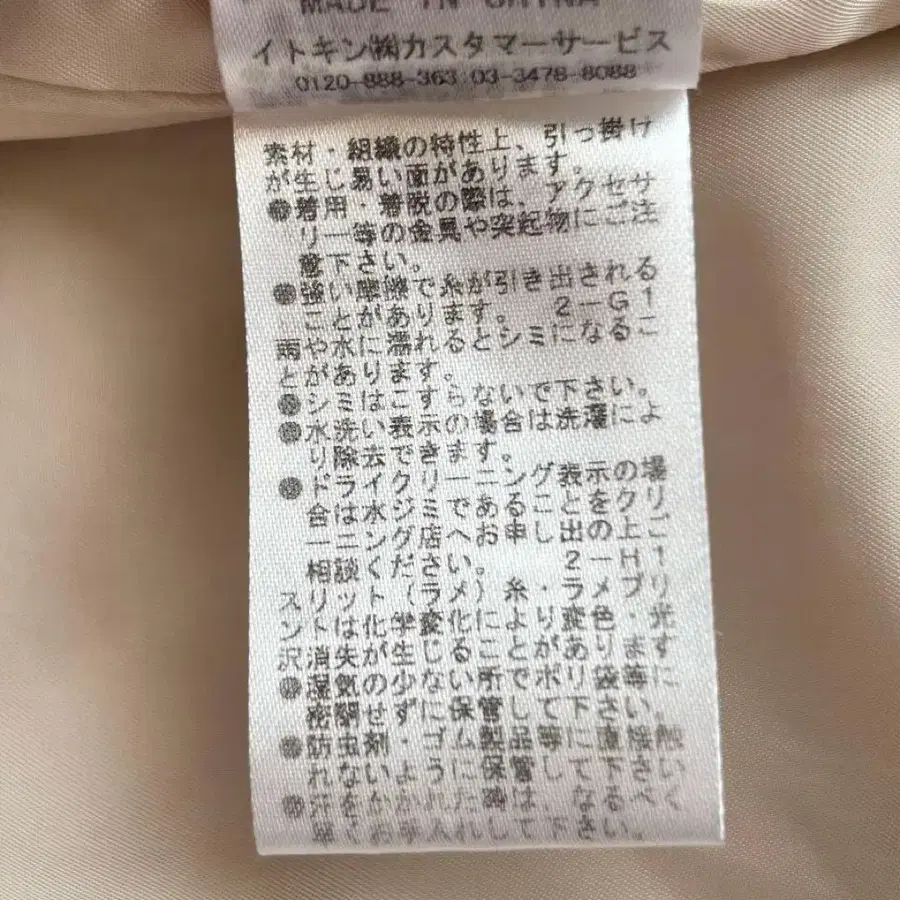 MADE IN CHINA
イトキン㈱カスタマーサービス
0120-888-363 03-3478-8088
素材・組織の特性上、引っ掛け
が生じ易い面があります。
●着用・着脱の際は、アクセサ
リー等の金具や突起物にご注
意下さい。
●強い摩擦で糸が引き出される
ことがあります。 2-G1
雨や水に濡れるとシミになるこ
とがあります。
●シミはこすらないで下さい。
●水洗い表示の場合は洗濯によ
り除去できます。
●ドライクリーニング表示の場
合は水ジミであることをクリ
ーニング店へお申し出の上ご
相談ください。 2-H1
スリット(ラメ)糸・ラメプリ
ントは化学変化により変色・光
沢消失が生じることがあります
●湿気の少ない所でポリ袋等に
密閉せずに保管して下さい。
●防虫剤・ゴム製品等に直接触
れないように保管して下さい
●汗をかかれた時は、なるべく
早くお手入れして下さい。